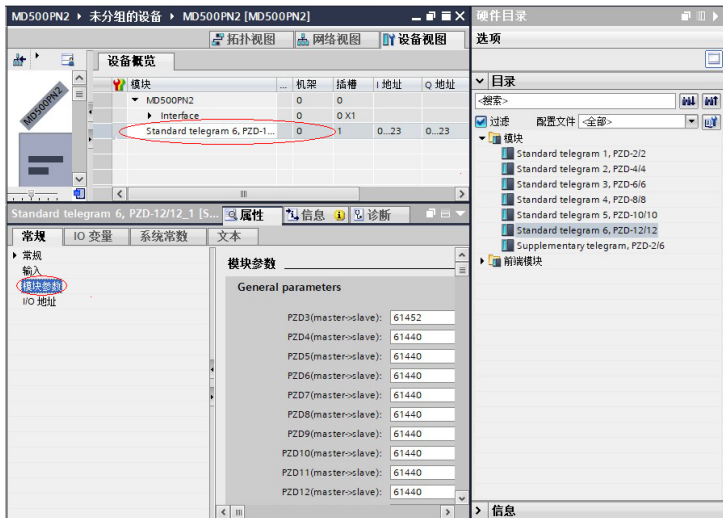 MD500PN2 ▸ 未分组的设备 ▸ MD500PN2 [MD500PN2]
拓扑视图 网络视图 设备视图
设备概览
模块 ... 机架 插槽 I 地址 Q 地址
MD500PN2 0 0
Interface 0 0 X1
Standard telegram 6, PZD-1... 0 1 0...23 0...23
MD500PN2
Standard telegram 6, PZD-12/12_1 [S... 属性 信息 诊断
常规 IO 变量 系统常数 文本
常规
输入
模块参数
I/O 地址
模块参数
General parameters
PZD3(master->slave): 61452
PZD4(master->slave): 61440
PZD5(master->slave): 61440
PZD6(master->slave): 61440
PZD7(master->slave): 61440
PZD8(master->slave): 61440
PZD9(master->slave): 61440
PZD10(master->slave): 61440
PZD11(master->slave): 61440
PZD12(master->slave): 61440
硬件目录
选项
目录
<搜索>
过滤 配置文件 <全部>
模块
Standard telegram 1, PZD-2/2
Standard telegram 2, PZD-4/4
Standard telegram 3, PZD-6/6
Standard telegram 4, PZD-8/8
Standard telegram 5, PZD-10/10
Standard telegram 6, PZD-12/12
Supplementary telegram, PZD-2/6
前端模块
信息